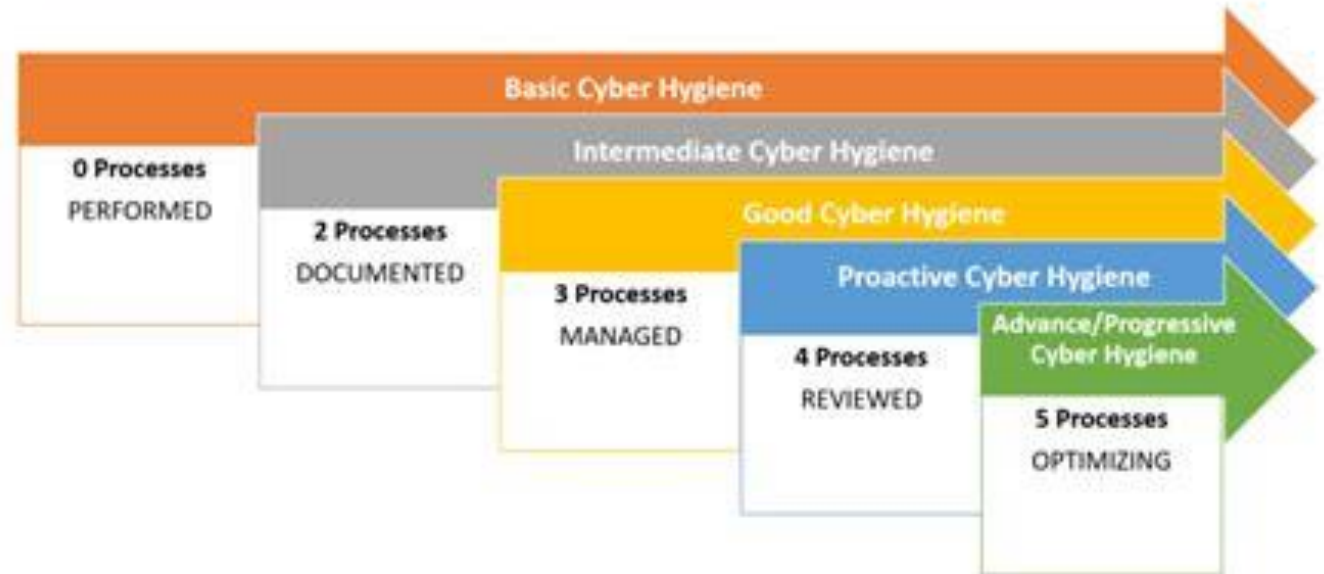 Basic Cyber Hygiene
0 Processes
PERFORMED
Intermediate Cyber Hygiene
2 Processes
DOCUMENTED
Good Cyber Hygiene
3 Processes
MANAGED
Proactive Cyber Hygiene
4 Processes
REVIEWED
Advance/Progressive
Cyber Hygiene
5 Processes
OPTIMIZING